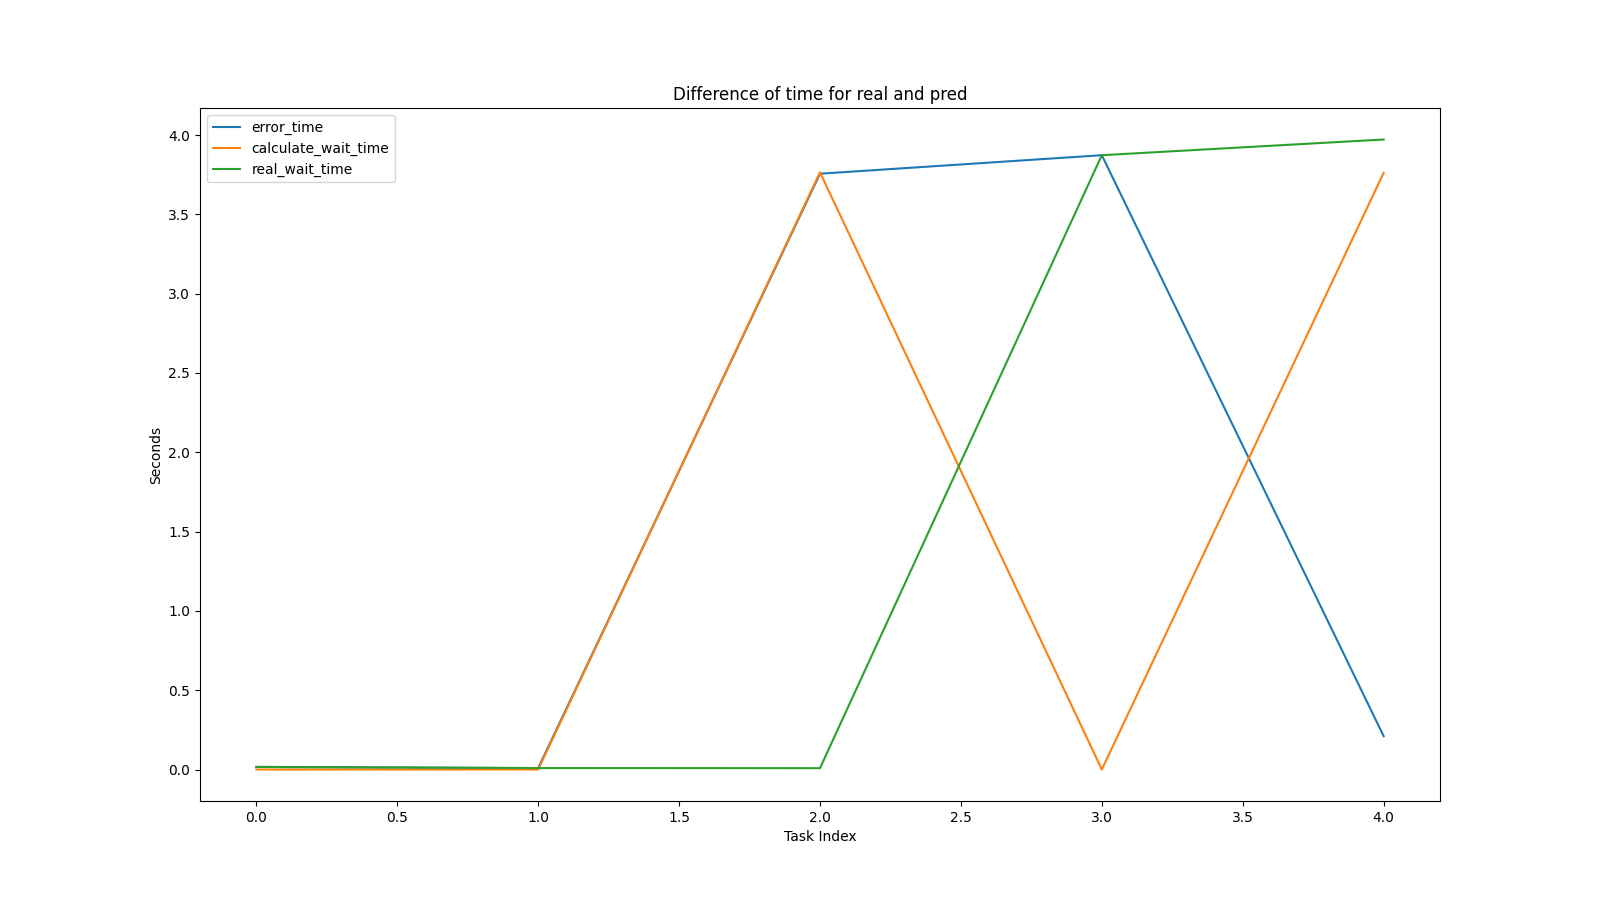 Difference of time for real and pred
error_time
calculate_wait_time
real_wait_time
4.0
3.5
3.0
2.5
2.0
1.5
1.0
0.5
0.0
Seconds
0.0 0.5 1.0 1.5 2.0 2.5 3.0 3.5 4.0
Task Index